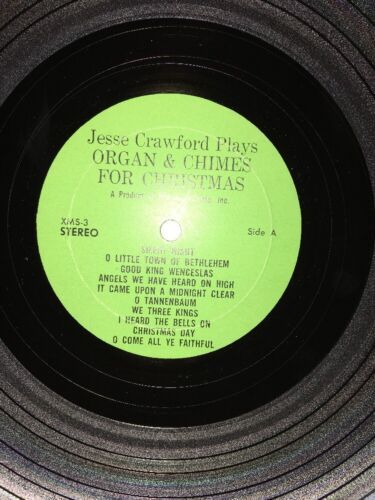 Jesse Crawford Plays
ORGAN & CHIMES
FOR CHRISTMAS
A Inc.
XMS-3
STEREO
Side A
SILENT NIGHT
O LITTLE TOWN OF BETHLEHEM
GOOD KING WENCESLAS
ANGELS WE HAVE HEARD ON HIGH
IT CAME UPON A MIDNIGHT CLEAR
O TANNENBAUM
WE THREE KINGS
I HEARD THE BELLS ON
CHRISTMAS DAY
O COME ALL YE FAITHFUL